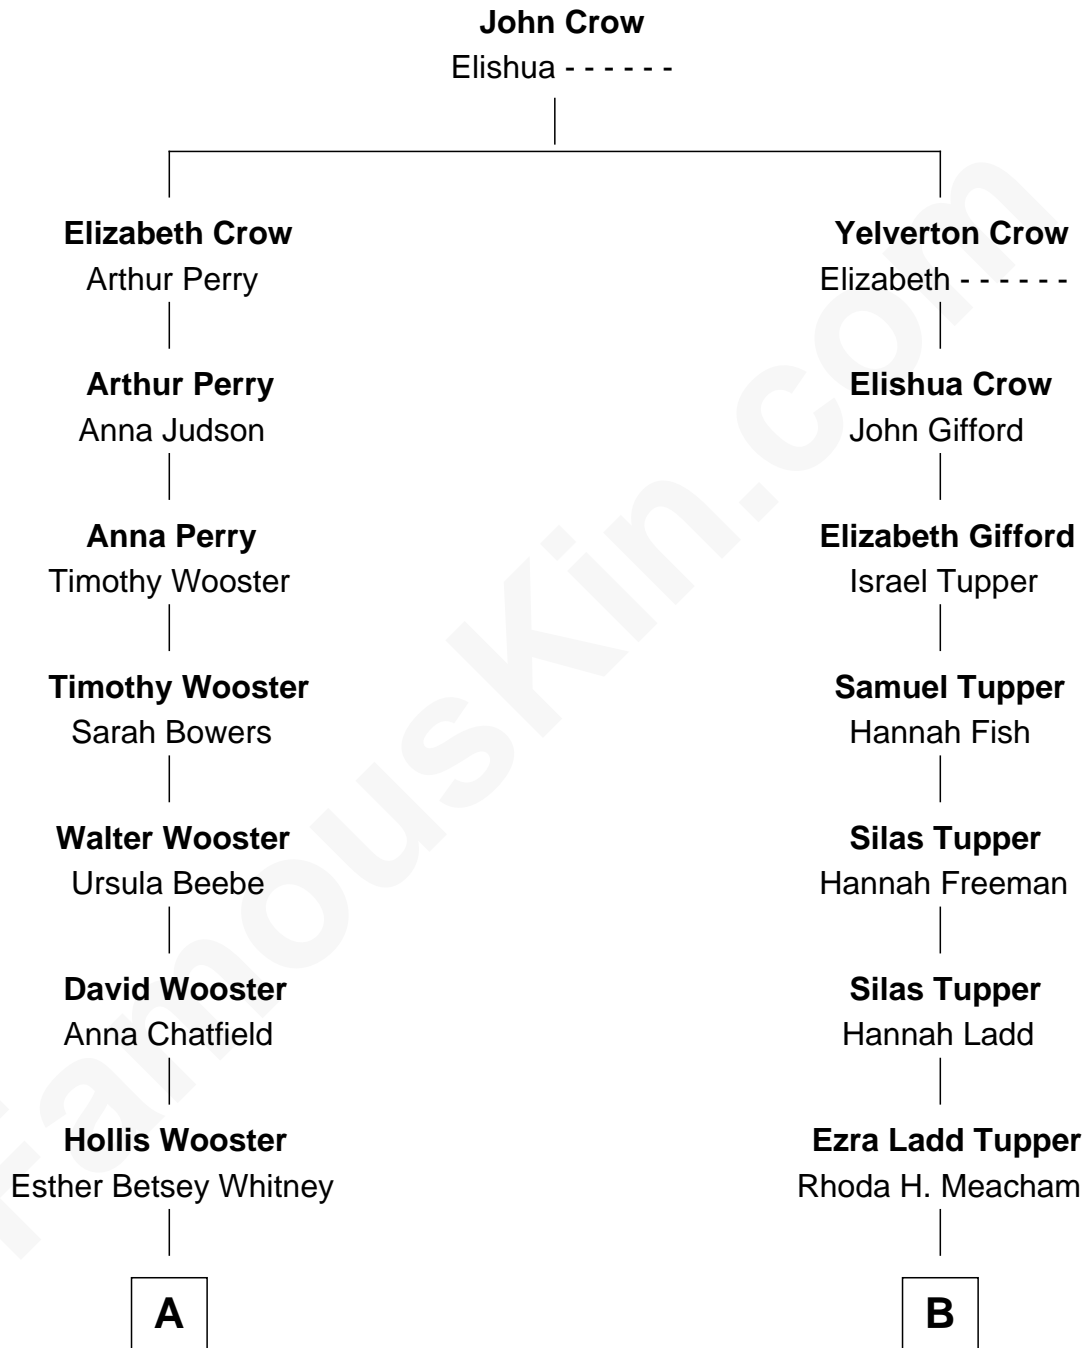 John Crow
Elishua - - - - - -
Elizabeth Crow
Arthur Perry
Yelverton Crow
Elizabeth - - - - - -
Arthur Perry
Anna Judson
Elishua Crow
John Gifford
Anna Perry
Timothy Wooster
Elizabeth Gifford
Israel Tupper
Timothy Wooster
Sarah Bowers
Samuel Tupper
Hannah Fish
Walter Wooster
Ursula Beebe
Silas Tupper
Hannah Freeman
David Wooster
Anna Chatfield
Silas Tupper
Hannah Ladd
Hollis Wooster
Esther Betsey Whitney
Ezra Ladd Tupper
Rhoda H. Meacham
A
B
FamousKin.com